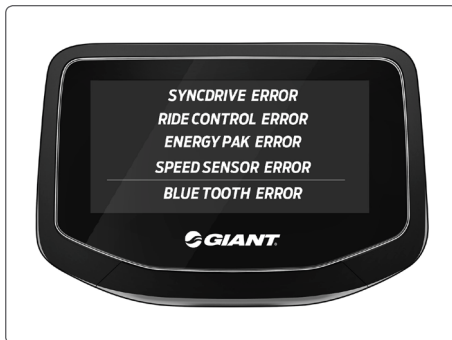 SYNCDRIVE ERROR
RIDE CONTROL ERROR
ENERGY PAK ERROR
SPEED SENSOR ERROR
BLUE TOOTH ERROR
GIANT